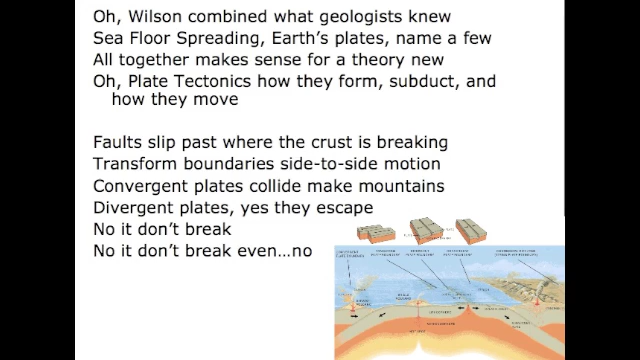 Oh, Wilson combined what geologists knew
Sea Floor Spreading, Earth's plates, name a few
All together makes sense for a theory new
Oh, Plate Tectonics how they form, subduct, and
how they move
Faults slip past where the crust is breaking
Transform boundaries side-to-side motion
Convergent plates collide make mountains
Divergent plates, yes they escape
No it don't break
No it don't break even…no